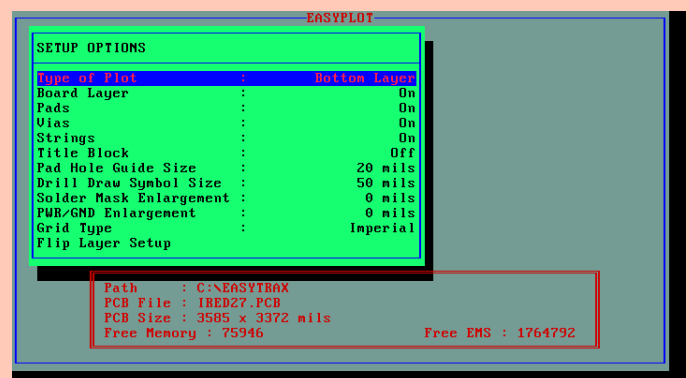 EASYPLOT
SETUP OPTIONS
Type of Plot : Bottom Layer
Board Layer : On
Pads : On
Vias : On
Strings : On
Title Block : Off
Pad Hole Guide Size : 20 mils
Drill Draw Symbol Size : 50 mils
Solder Mask Enlargement : 0 mils
PWR/GND Enlargement : 0 mils
Grid Type : Imperial
Flip Layer Setup
Path : C:\EASYTRAX
PCB File : IRED27.PCB
PCB Size : 3585 x 3372 mils
Free Memory : 75946 Free EMS : 1764792